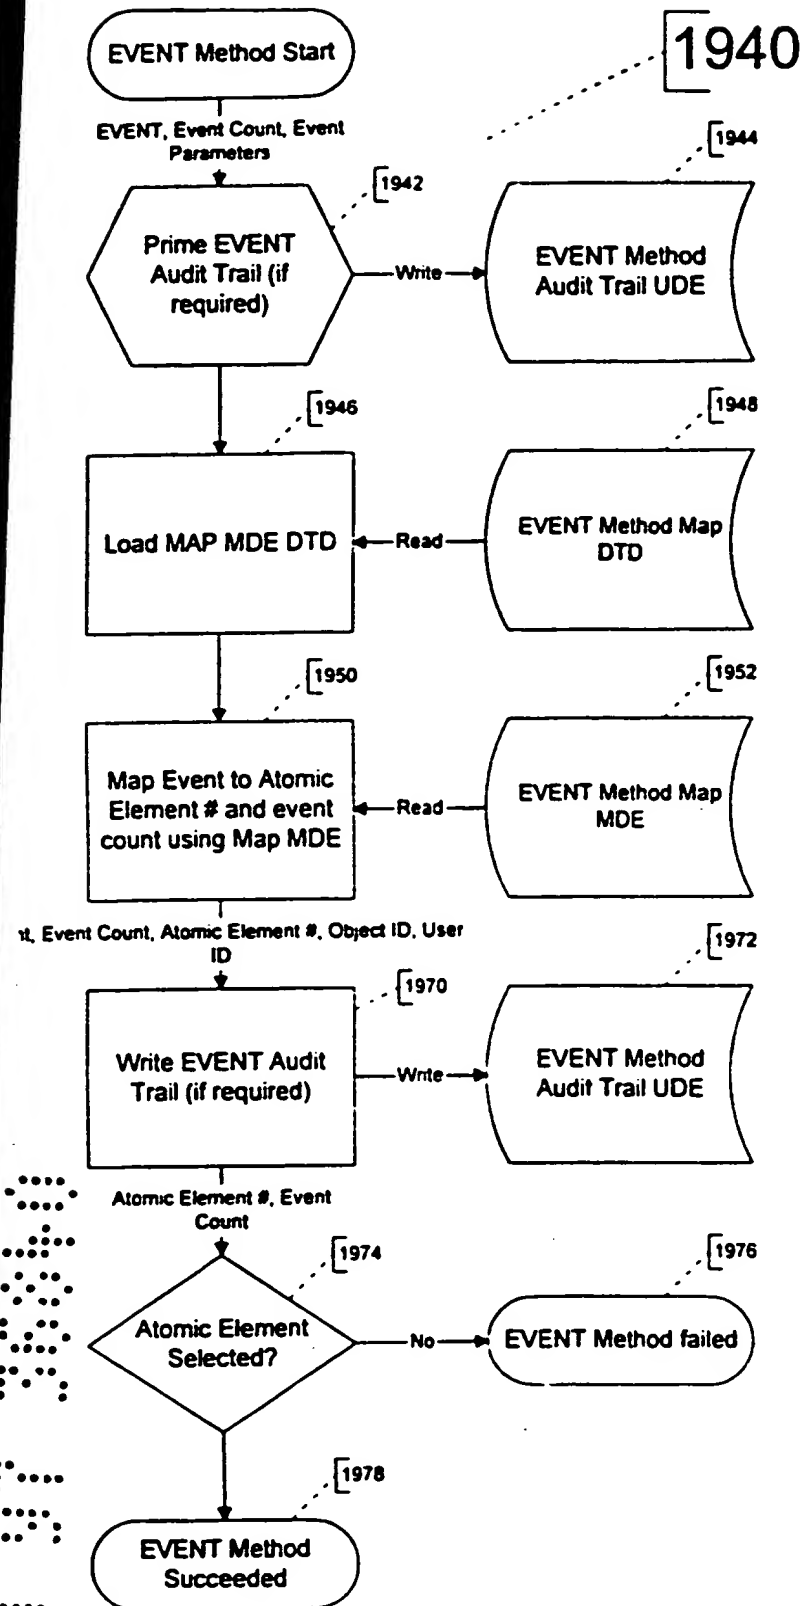 EVENT Method Start
1940
EVENT, Event Count, Event
Parameters
1942
1944
Prime EVENT
Audit Trail (if
required)
Write
EVENT Method
Audit Trail UDE
1946
1948
Load MAP MDE DTD
Read
EVENT Method Map
DTD
1950
1952
Map Event to Atomic
Element # and event
count using Map MDE
Read
EVENT Method Map
MDE
Event Count, Atomic Element #, Object ID, User
ID
1970
1972
Write EVENT Audit
Trail (if required)
Write
EVENT Method
Audit Trail UDE
Atomic Element #, Event
Count
1974
1976
Atomic Element
Selected?
No
EVENT Method failed
1978
EVENT Method
Succeeded